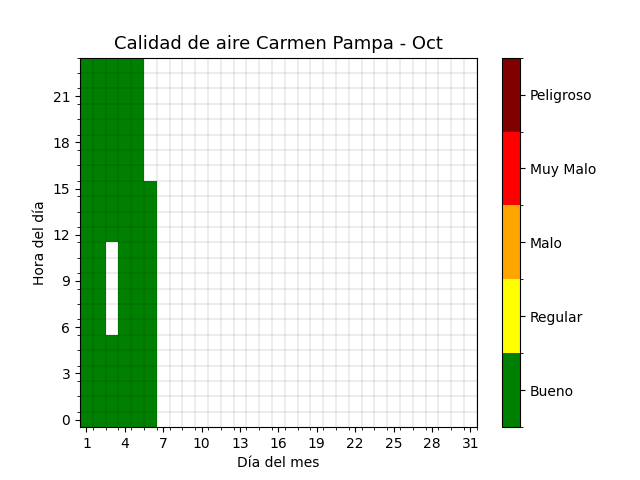 Calidad de aire Carmen Pampa - Oct
21
18
15
12
9
6
3
0
Hora del día
1 4 7 10 13 16 19 22 25 28 31
Día del mes
Peligroso
Muy Malo
Malo
Regular
Bueno